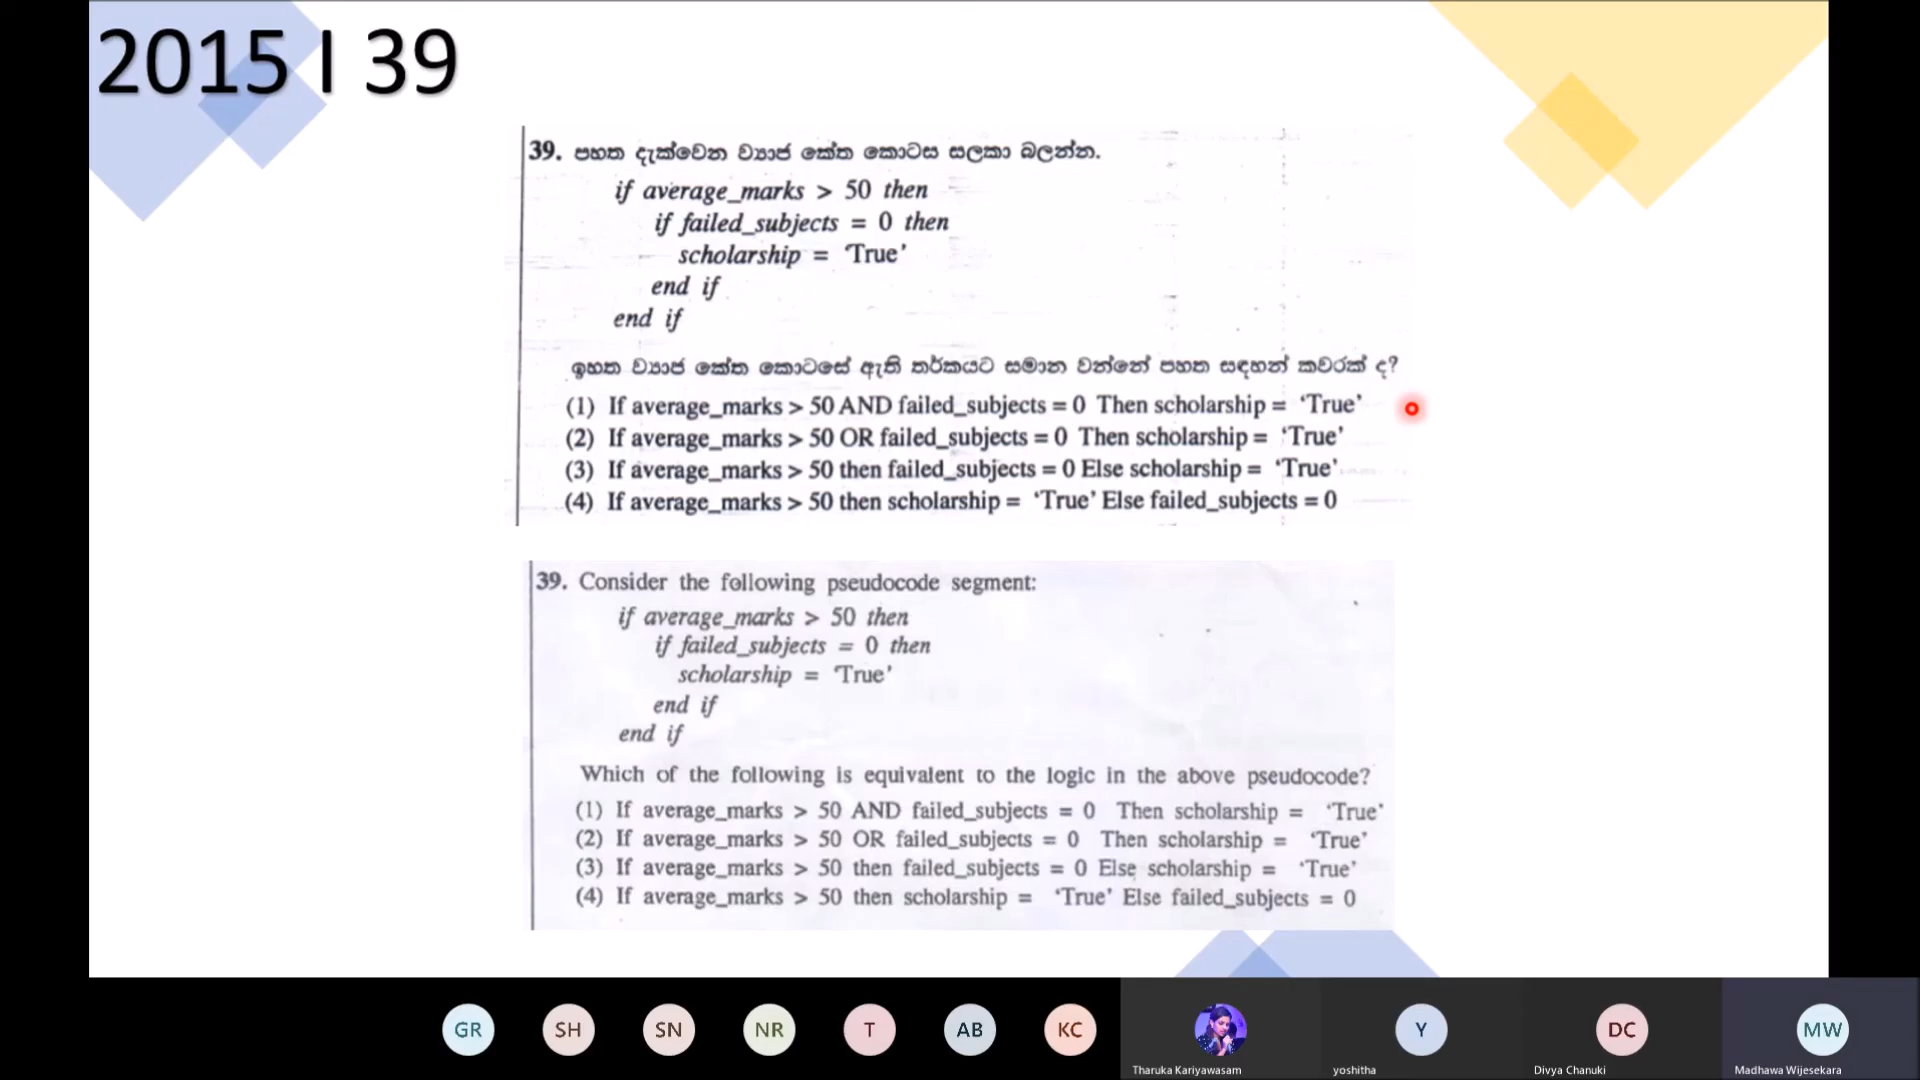 2015 I 39
39. පහත දැක්වෙන ව්‍යාජ කේත කොටස සලකා බලන්න.
if average_marks > 50 then
if failed_subjects = 0 then
scholarship = ‘True’
end if
end if
ඉහත ව්‍යාජ කේත කොටසේ ඇති තර්කයට සමාන වන්නේ පහත සඳහන් කවරක් ද?
(1) If average_marks > 50 AND failed_subjects = 0 Then scholarship = ‘True’
(2) If average_marks > 50 OR failed_subjects = 0 Then scholarship = ‘True’
(3) If average_marks > 50 then failed_subjects = 0 Else scholarship = ‘True’
(4) If average_marks > 50 then scholarship = ‘True’ Else failed_subjects = 0
39. Consider the following pseudocode segment:
if average_marks > 50 then
if failed_subjects = 0 then
scholarship = ‘True’
end if
end if
Which of the following is equivalent to the logic in the above pseudocode?
(1) If average_marks > 50 AND failed_subjects = 0 Then scholarship = ‘True’
(2) If average_marks > 50 OR failed_subjects = 0 Then scholarship = ‘True’
(3) If average_marks > 50 then failed_subjects = 0 Else scholarship = ‘True’
(4) If average_marks > 50 then scholarship = ‘True’ Else failed_subjects = 0
GR SH SN NR T AB KC Y DC MW
Tharuka Kariyawasam yoshitha Divya Chanuki Madhawa Wijesekara